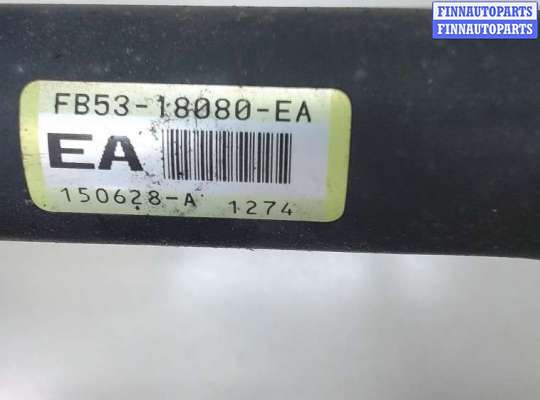 FINNAUTOPARTS
FINNAUTOPARTS
FB53-18080-EA
EA
150628-A 1274